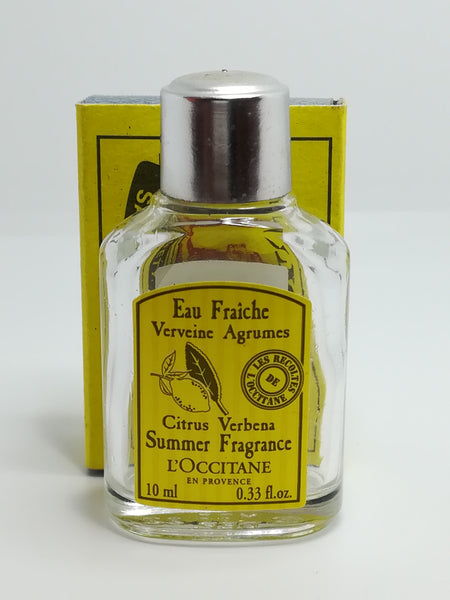 Eau Fraîche
Verveine Agrumes
LES RECOLTES
DE
L'OCCITANE
Citrus Verbena
Summer Fragrance
L'OCCITANE
EN PROVENCE
10 ml 0.33 fl.oz.